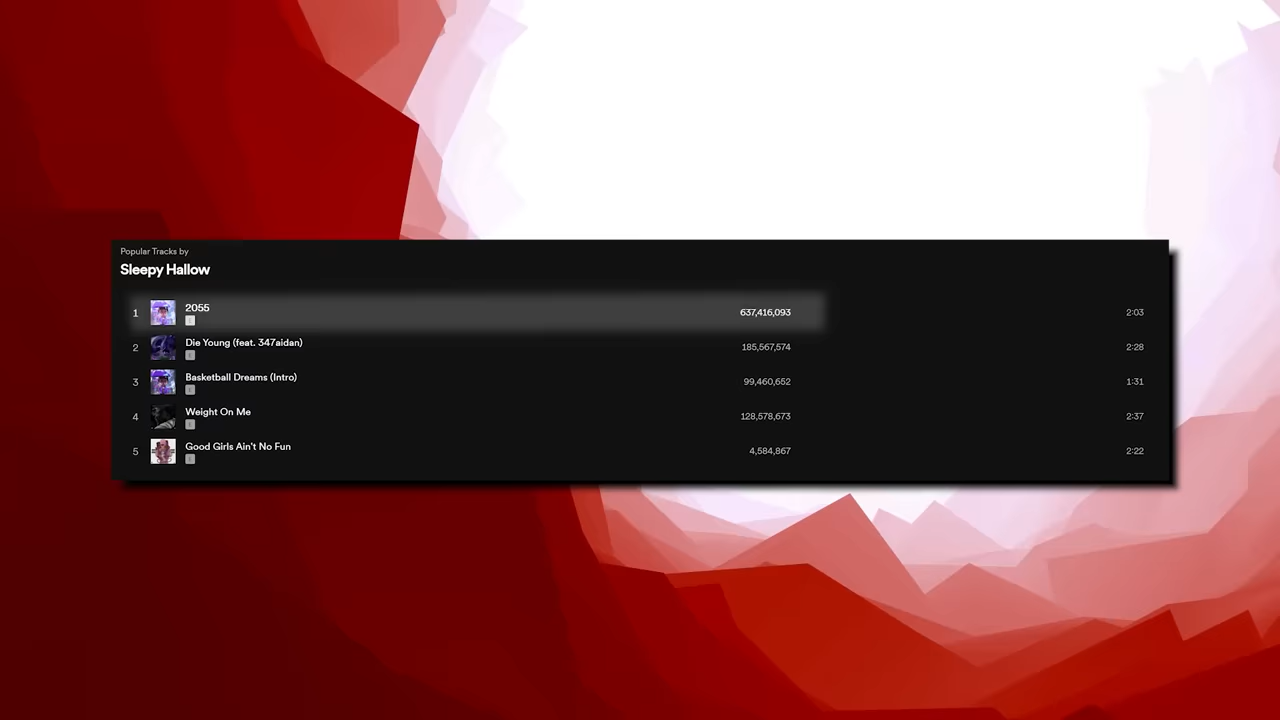 Popular Tracks by
Sleepy Hallow
1 2055 637,416,093 2:03
E
2 Die Young (feat. 347aidan) 185,567,574 2:28
E
3 Basketball Dreams (Intro) 99,460,652 1:31
E
4 Weight On Me 128,578,673 2:37
E
5 Good Girls Ain't No Fun 4,584,867 2:22
E